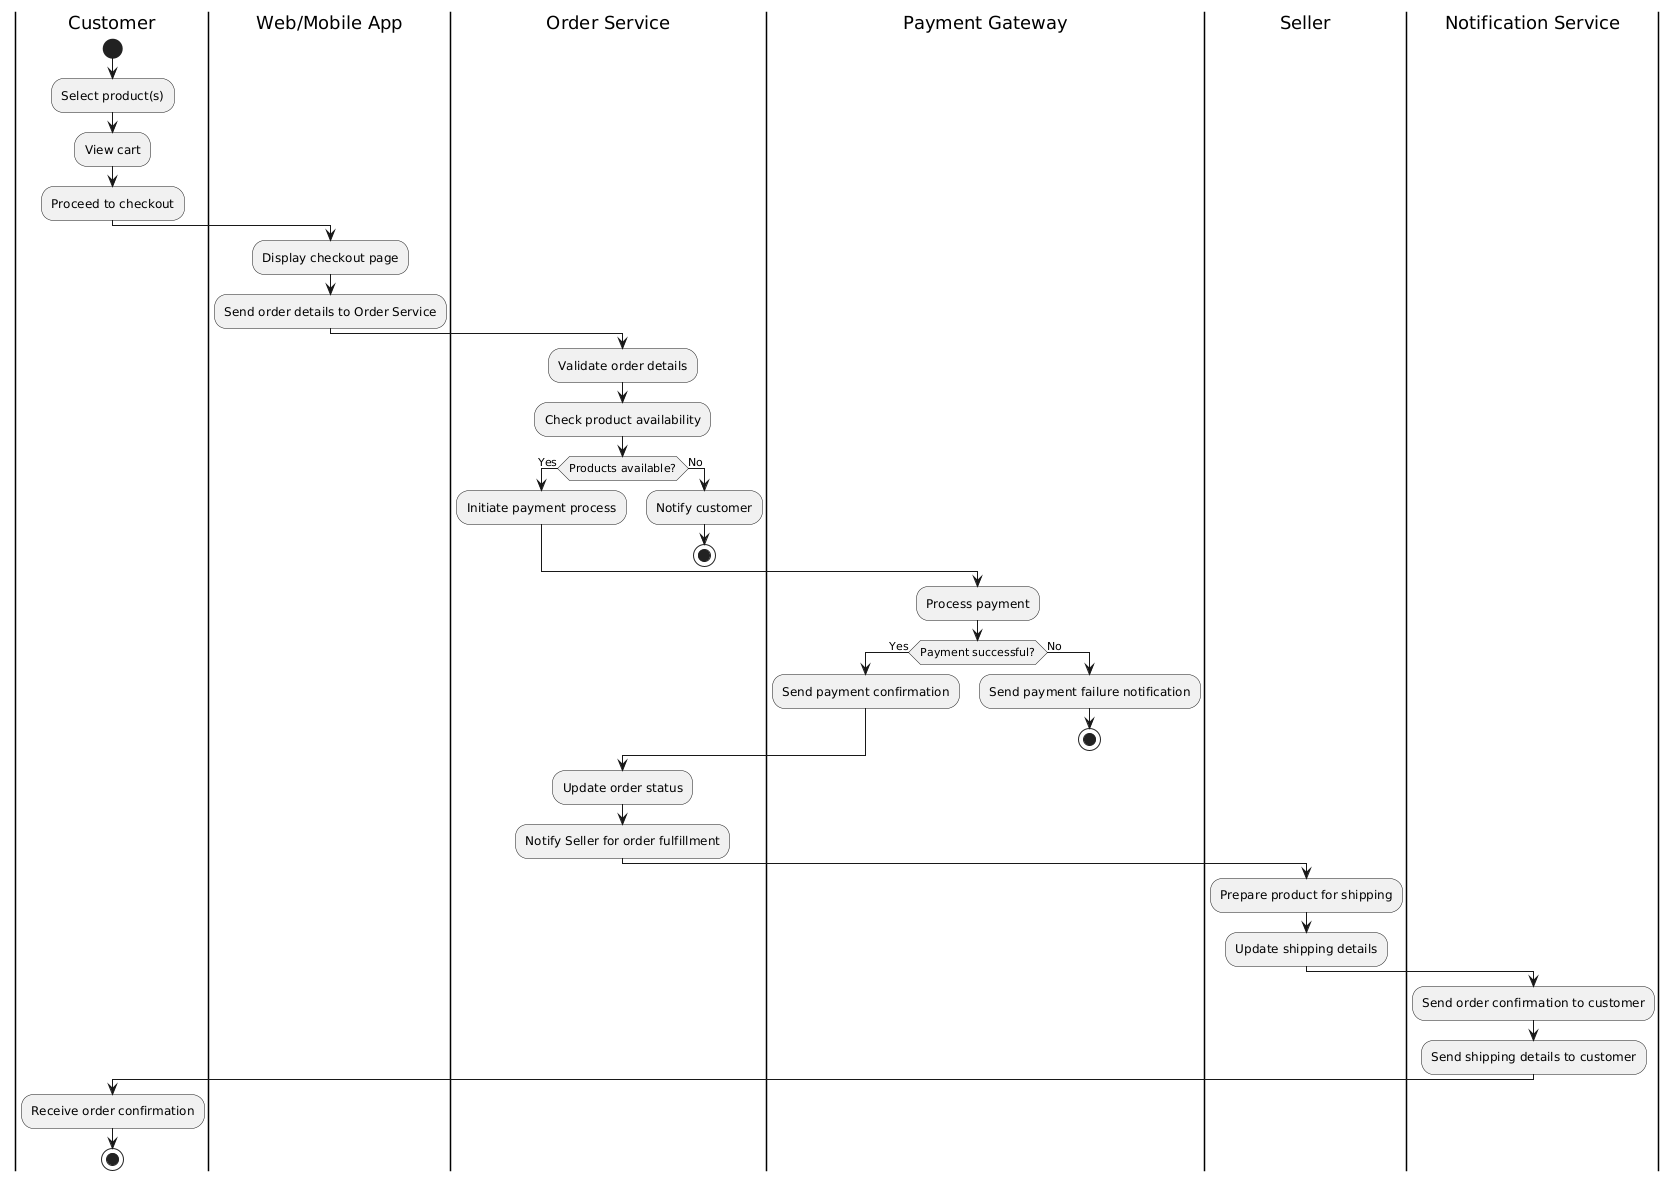 Customer
Web/Mobile App
Order Service
Payment Gateway
Seller
Notification Service
Select product(s)
View cart
Proceed to checkout
Display checkout page
Send order details to Order Service
Validate order details
Check product availability
Yes
Products available?
No
Initiate payment process
Notify customer
Process payment
Yes
Payment successful?
No
Send payment confirmation
Send payment failure notification
Update order status
Notify Seller for order fulfillment
Prepare product for shipping
Update shipping details
Send order confirmation to customer
Send shipping details to customer
Receive order confirmation